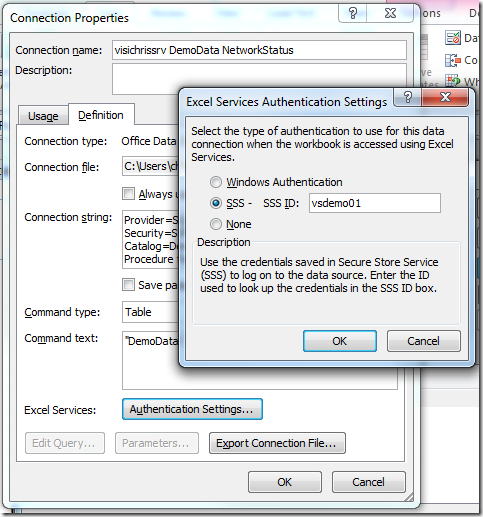 Connection Properties
Connection name: visichrissrv DemoData NetworkStatus
Description:
Usage Definition
Connection type: Office Data
Connection file: C:\Users\
Always
Connection string: Provider=S
Security=S
Catalog=De
Procedure f
Save pa
Command type: Table
Command text: "DemoData
Excel Services: Authentication Settings...
Edit Query... Parameters... Export Connection File...
OK Cancel
Excel Services Authentication Settings
Select the type of authentication to use for this data
connection when the workbook is accessed using Excel
Services.
Windows Authentication
SSS - SSS ID: vsdemo01
None
Description
Use the credentials saved in Secure Store Service
(SSS) to log on to the data source. Enter the ID
used to look up the credentials in the SSS ID box.
OK Cancel
Dat
Co